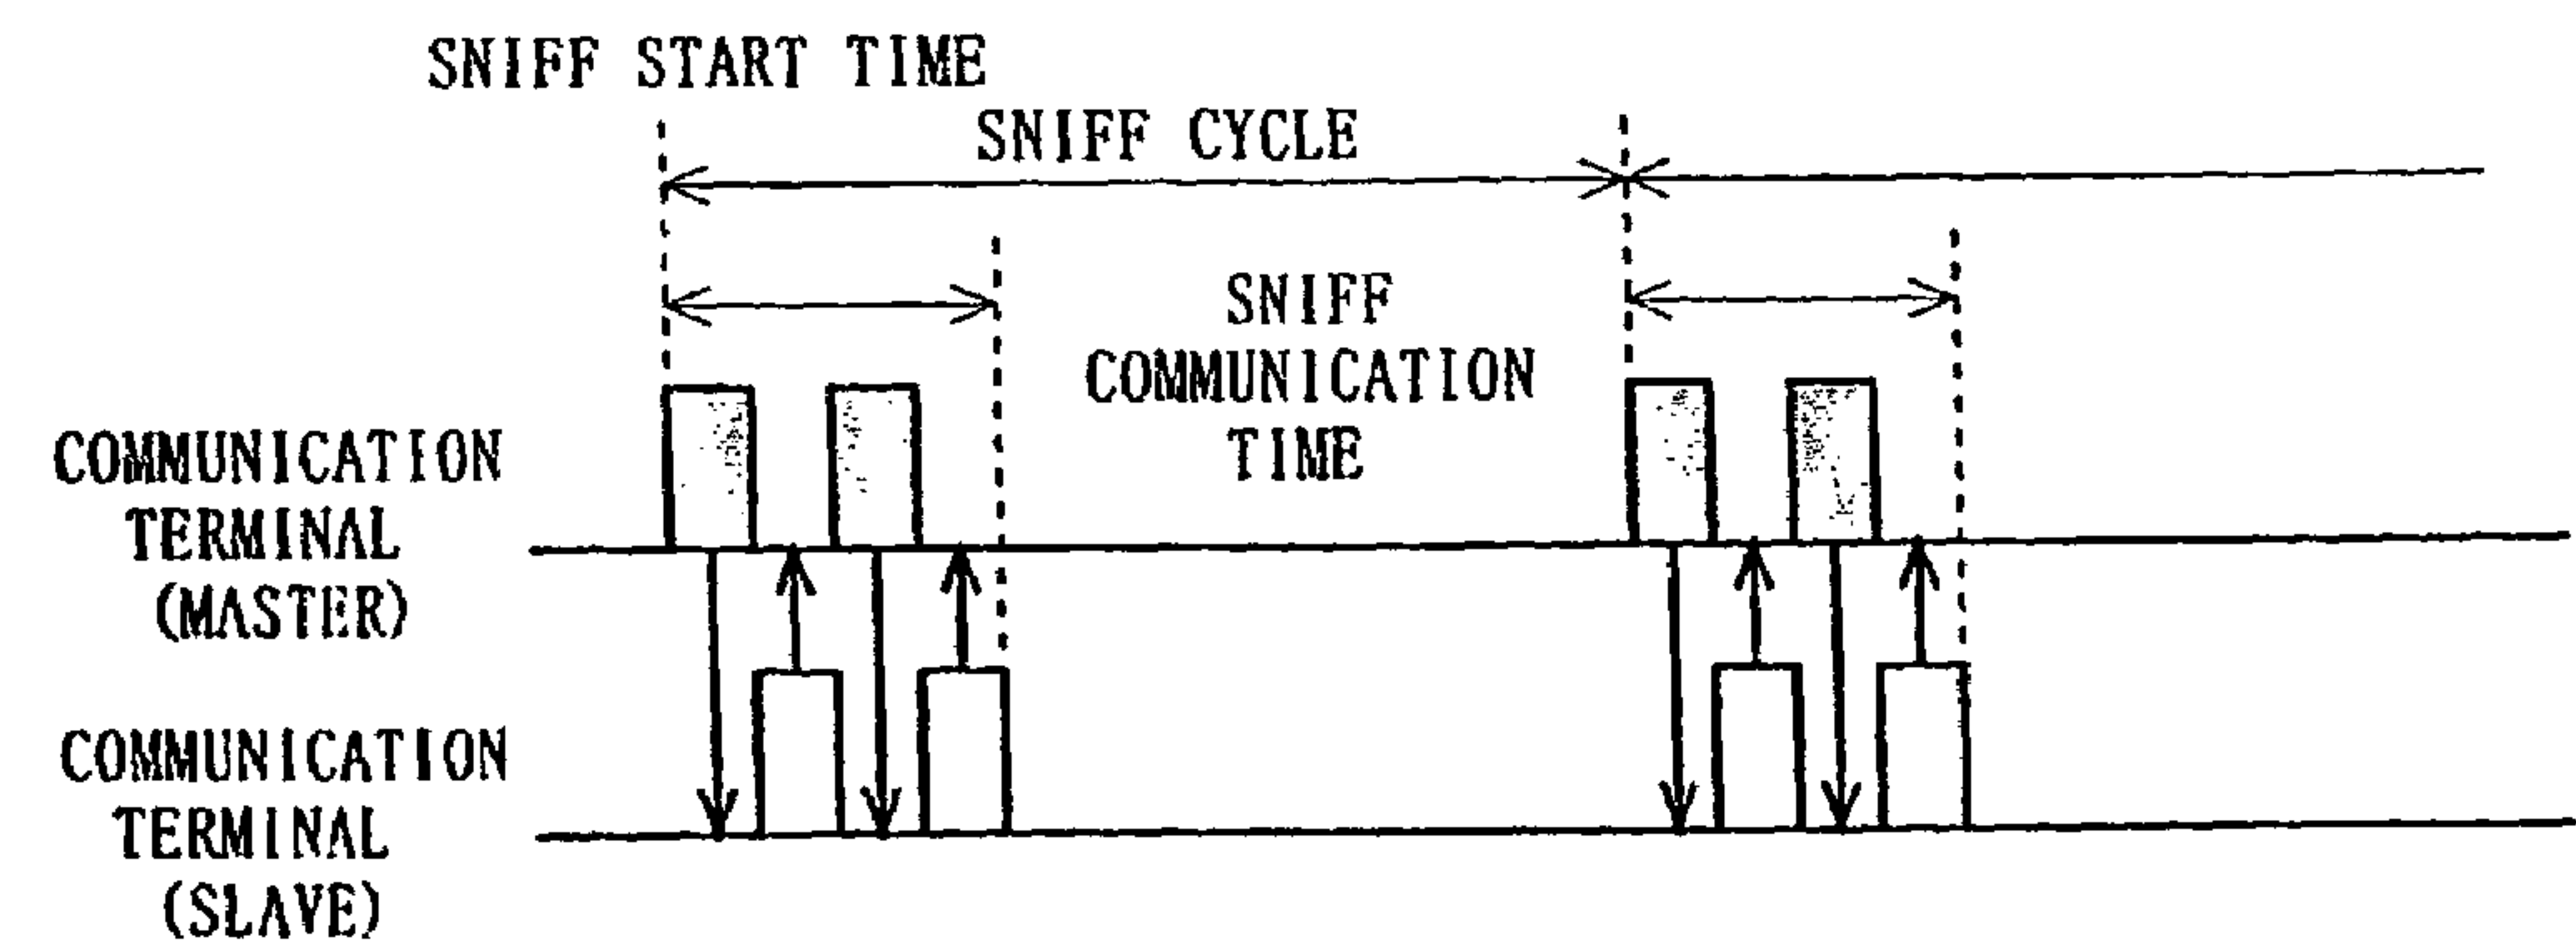 SNIFF START TIME
SNIFF CYCLE
SNIFF
COMMUNICATION
TIME
COMMUNICATION
TERMINAL
(MASTER)
COMMUNICATION
TERMINAL
(SLAVE)